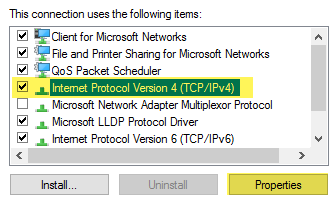 This connection uses the following items:
Client for Microsoft Networks
File and Printer Sharing for Microsoft Networks
QoS Packet Scheduler
Internet Protocol Version 4 (TCP/IPv4)
Microsoft Network Adapter Multiplexor Protocol
Microsoft LLDP Protocol Driver
Internet Protocol Version 6 (TCP/IPv6)
Install...
Uninstall
Properties